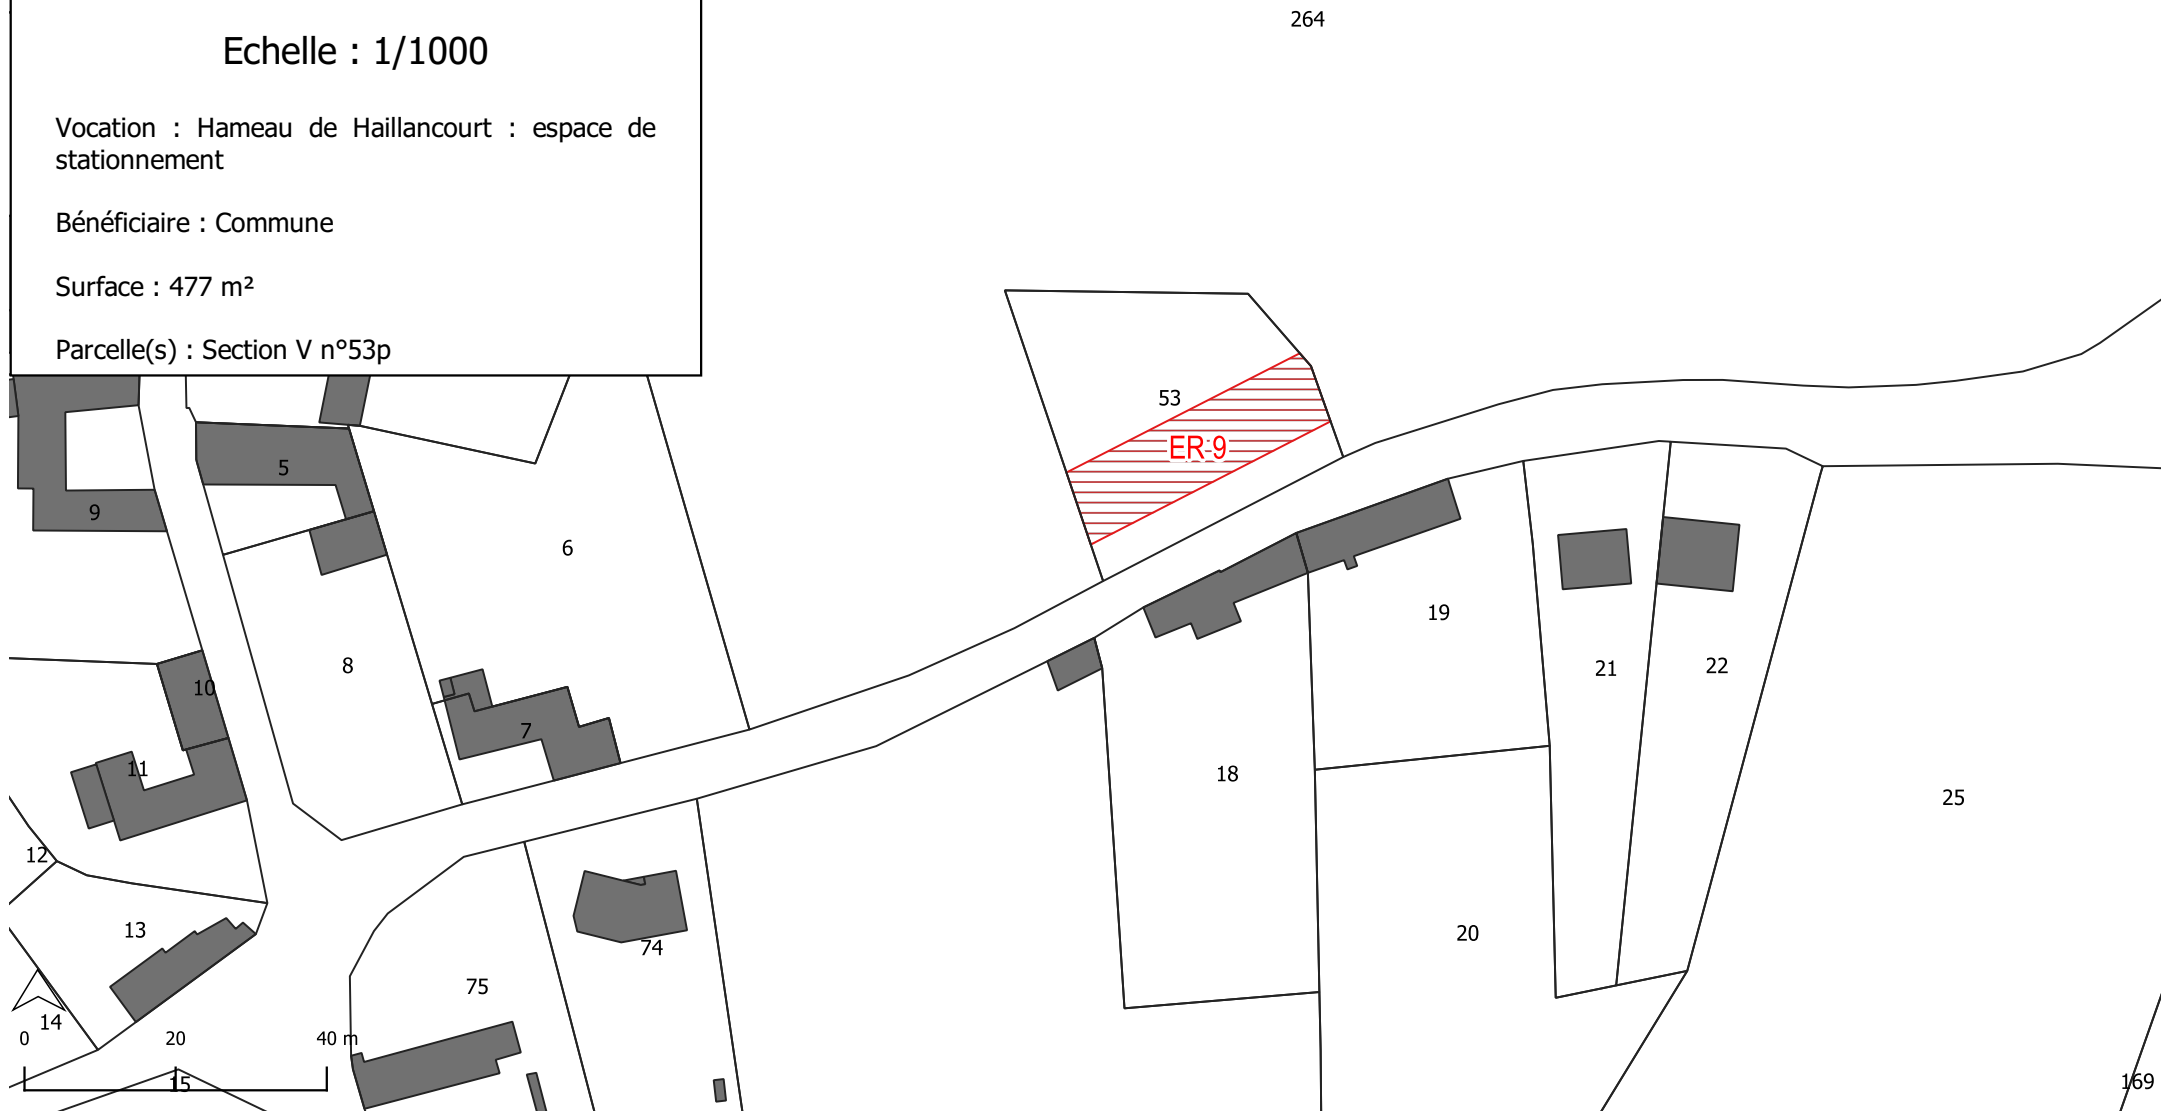 Echelle : 1/1000
Vocation : Hameau de Haillancourt : espace de
stationnement
Bénéficiaire : Commune
Surface : 477 m²
Parcelle(s) : Section V n°53p
264
53
ER 9
5
9
6
8
19
21
22
10
7
11
18
25
12
13
74
20
75
14
0 20 40 m
15
169